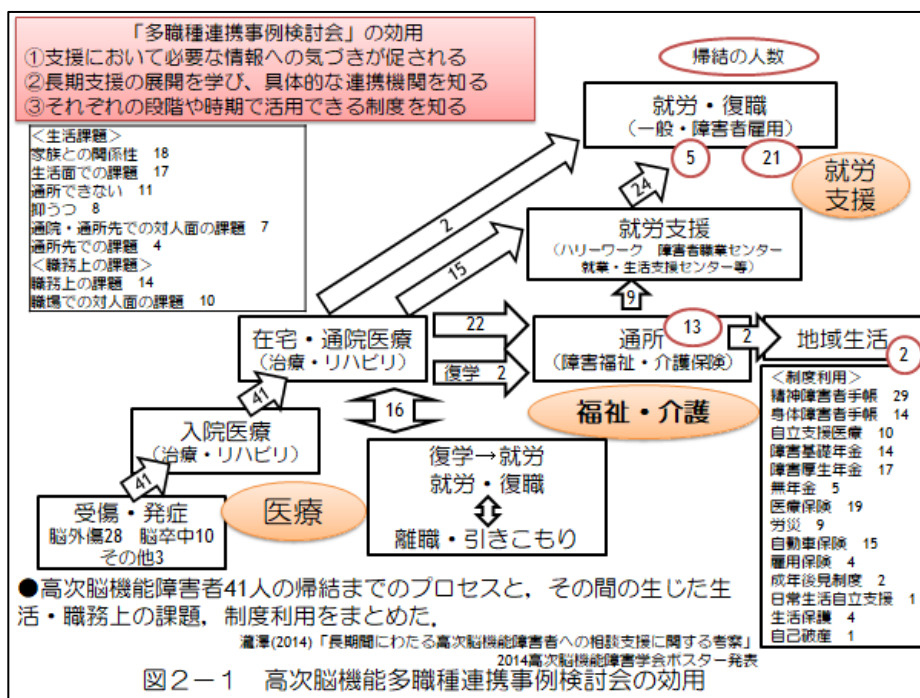 「多職種連携事例検討会」の効用
①支援において必要な情報への気づきが促される
②長期支援の展開を学び、具体的な連携機関を知る
③それぞれの段階や時期で活用できる制度を知る
帰結の人数
就労・復職
(一般・障害者雇用)
5
21
就労
支援
<生活課題>
家族との関係性 18
生活面での課題 17
通所できない 11
抑うつ 8
通院・通所先での対人面の課題 7
通所先での課題 4
<職務上の課題>
職務上の課題 14
職場での対人面の課題 10
2
24
就労支援
(ハリーワーク 障害者職業センター
就業・生活支援センター等)
15
9
在宅・通院医療
(治療・リハビリ)
22
復学 2
通所
13
(障害福祉・介護保険)
2
地域生活
2
福祉・介護
41
16
入院医療
(治療・リハビリ)
41
受傷・発症
脳外傷28 脳卒中10
その他3
医療
復学→就労
就労・復職
離職・引きこもり
<制度利用>
精神障害者手帳 29
身体障害者手帳 14
自立支援医療 10
障害基礎年金 14
障害厚生年金 17
無年金 5
医療保険 19
労災 9
自動車保険 15
雇用保険 4
成年後見制度 2
日常生活自立支援 1
生活保護 4
自己破産 1
●高次脳機能障害者41人の帰結までのプロセスと,その間の生じた生
活・職務上の課題,制度利用をまとめた.
瀧澤(2014)「長期間にわたる高次脳機能障害者への相談支援に関する考察」
2014高次脳機能障害学会ポスター発表
図2-1 高次脳機能多職種連携事例検討会の効用